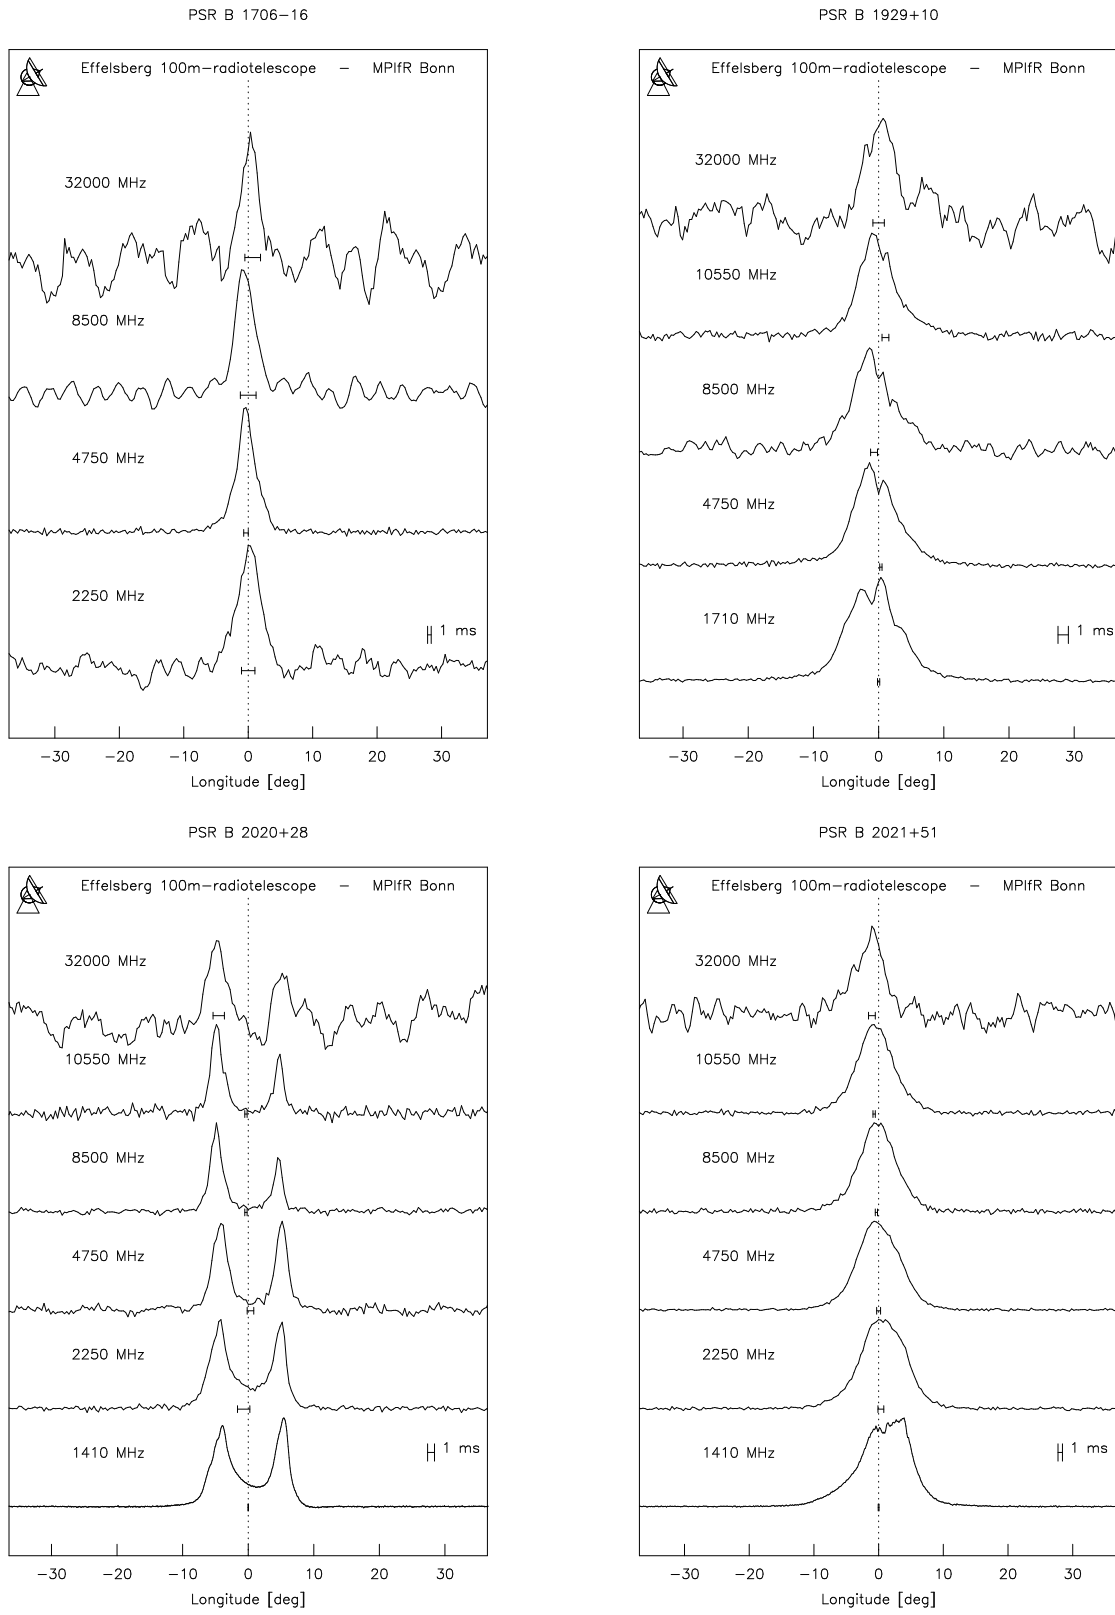 PSR B 1706−16
Effelsberg 100m−radiotelescope − MPIfR Bonn
32000 MHz
8500 MHz
4750 MHz
2250 MHz
1 ms
−30 −20 −10 0 10 20 30
Longitude [deg]
PSR B 1929+10
Effelsberg 100m−radiotelescope − MPIfR Bonn
32000 MHz
10550 MHz
8500 MHz
4750 MHz
1710 MHz
1 ms
−30 −20 −10 0 10 20 30
Longitude [deg]
PSR B 2020+28
Effelsberg 100m−radiotelescope − MPIfR Bonn
32000 MHz
10550 MHz
8500 MHz
4750 MHz
2250 MHz
1410 MHz
1 ms
−30 −20 −10 0 10 20 30
Longitude [deg]
PSR B 2021+51
Effelsberg 100m−radiotelescope − MPIfR Bonn
32000 MHz
10550 MHz
8500 MHz
4750 MHz
2250 MHz
1410 MHz
1 ms
−30 −20 −10 0 10 20 30
Longitude [deg]